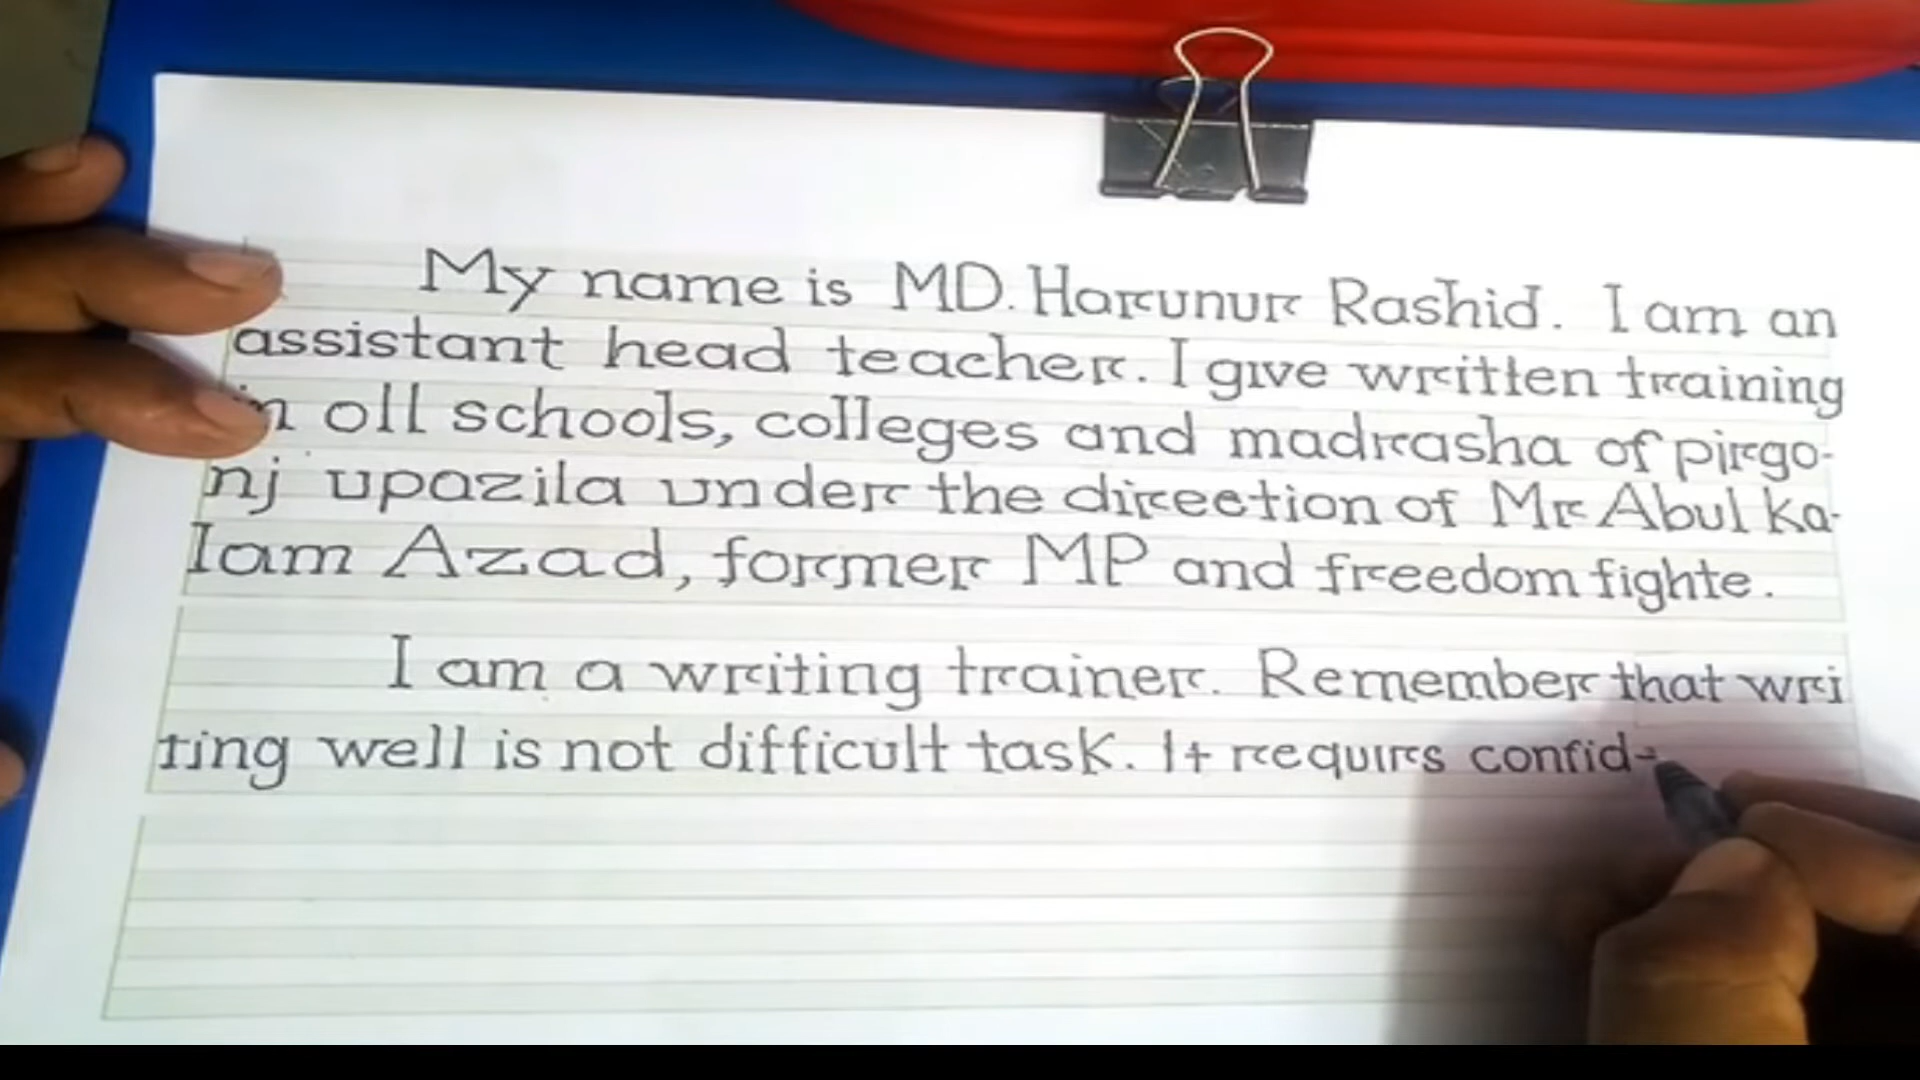 My name is MD. Harunur Rashid. I am an
assistant head teacher. I give written training
in oll schools, colleges and madrasha of pirgo-
nj upazila under the direetion of Mr Abul ka-
lam Azad, former MP and freedom fighte.
I am a writing trainer. Remember that wri
ting well is not difficult task. It requirs confid-